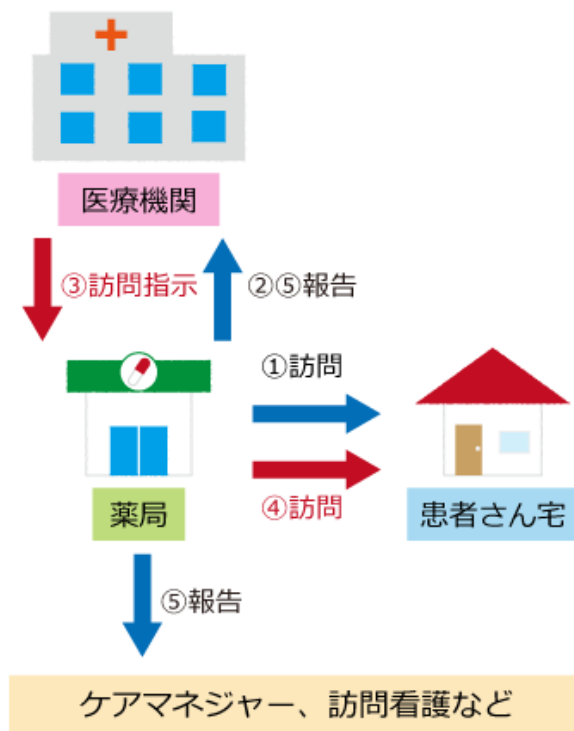 医療機関
③訪問指示
②⑤報告
①訪問
④訪問
薬局
患者さん宅
⑤報告
ケアマネジャー、訪問看護など